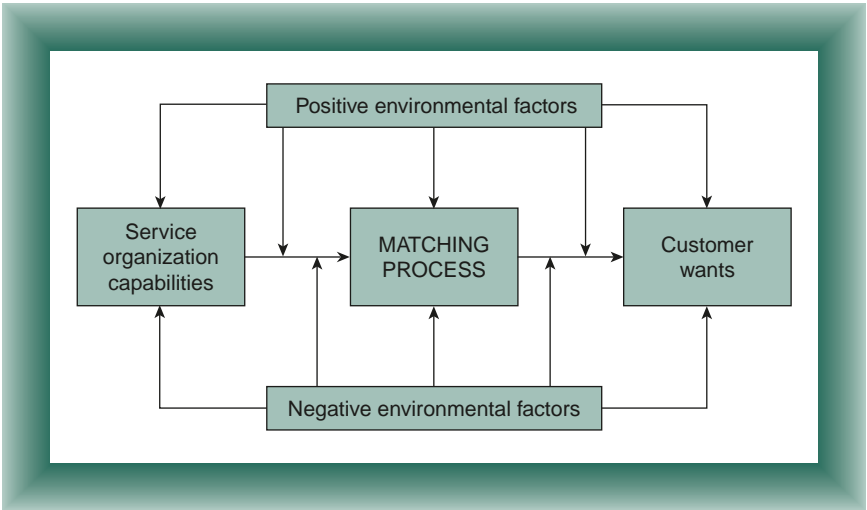 Positive environmental factors
Service
organization
capabilities
MATCHING
PROCESS
Customer
wants
Negative environmental factors